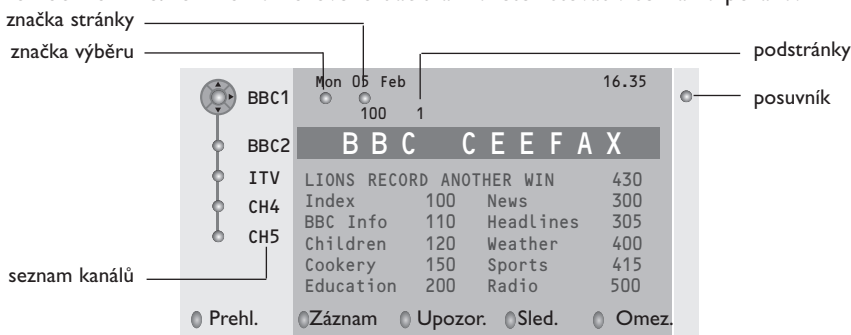 značka stránky
značka výběru
podstránky
posuvník
Mon 05 Feb 16.35
100 1
BBC1
BBC2
ITV
CH4
CH5
BBC CEEFAX
LIONS RECORD ANOTHER WIN 430
Index 100 News 300
BBC Info 110 Headlines 305
Children 120 Weather 400
Cookery 150 Sports 415
Education 200 Radio 500
seznam kanálů
Prehl. Záznam Upozor. Sled. Omez.